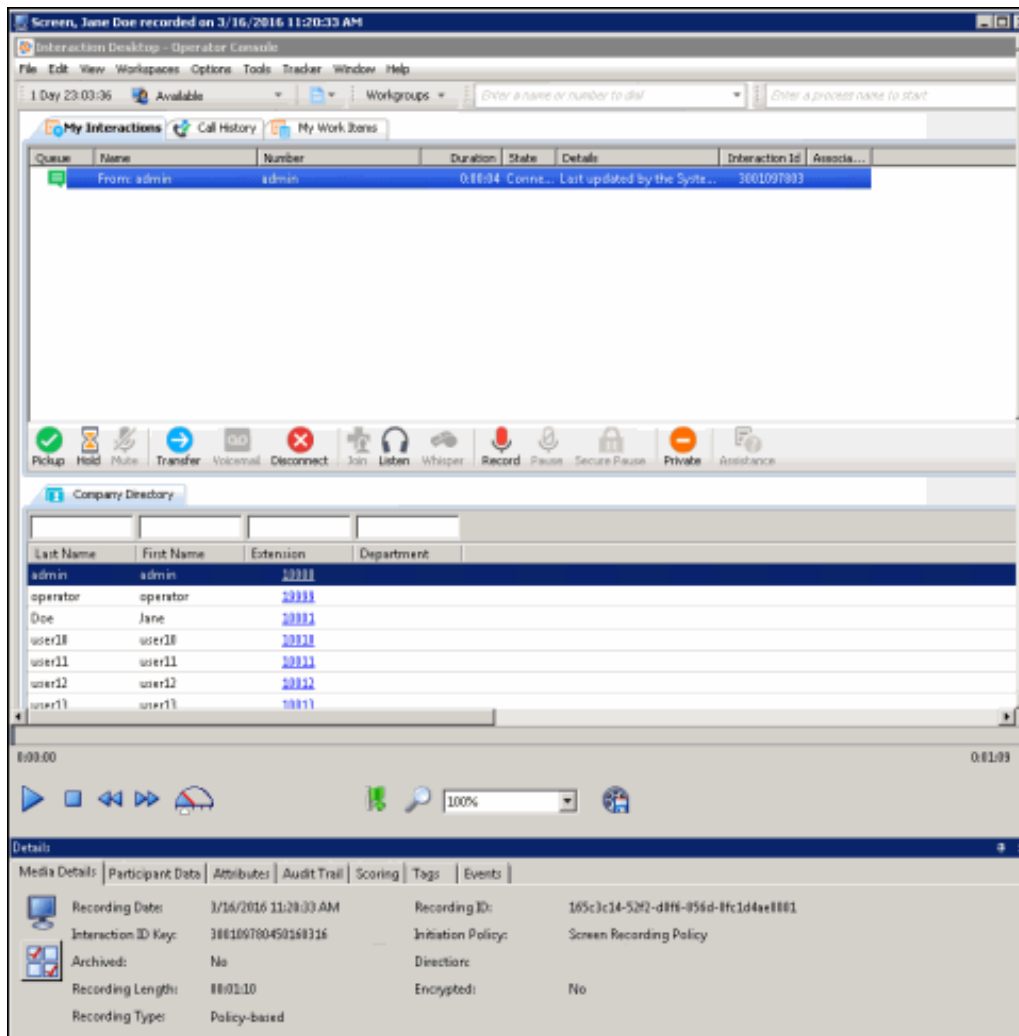 Screen, Jane Doe recorded on 3/16/2016 11:20:33 AM
Interaction Desktop - Operator Console
File Edit View Workspaces Options Tools Tracker Window Help
1 Day 23:03:36 Available Workgroups Enter a name or number to dial Enter a process name to start
My Interactions Call History My Work Items
Queue Name Number Duration State Details Interaction Id Associa...
From: admin admin 0:00:04 Conne... Last updated by the Syste... 3001097803
Pickup Hold Mute Transfer Voicemail Disconnect Join Listen Whisper Record Pause Secure Pause Private Assistance
Company Directory
Last Name First Name Extension Department
admin admin
operator operator
Doe Jane 10001
user10 user10 10010
user11 user11 10011
user12 user12 10012
user13 user13 10013
0:00:00 0:01:09
100%
Details
Media Details Participant Data Attributes Audit Trail Scoring Tags Events
Recording Date: 3/16/2016 11:20:33 AM Recording ID:
Interaction ID Key: 300109780450160316 Initiation Policy: Screen Recording Policy
Archived: No Direction:
Recording Length: 00:01:10 Encrypted: No
Recording Type: Policy-based